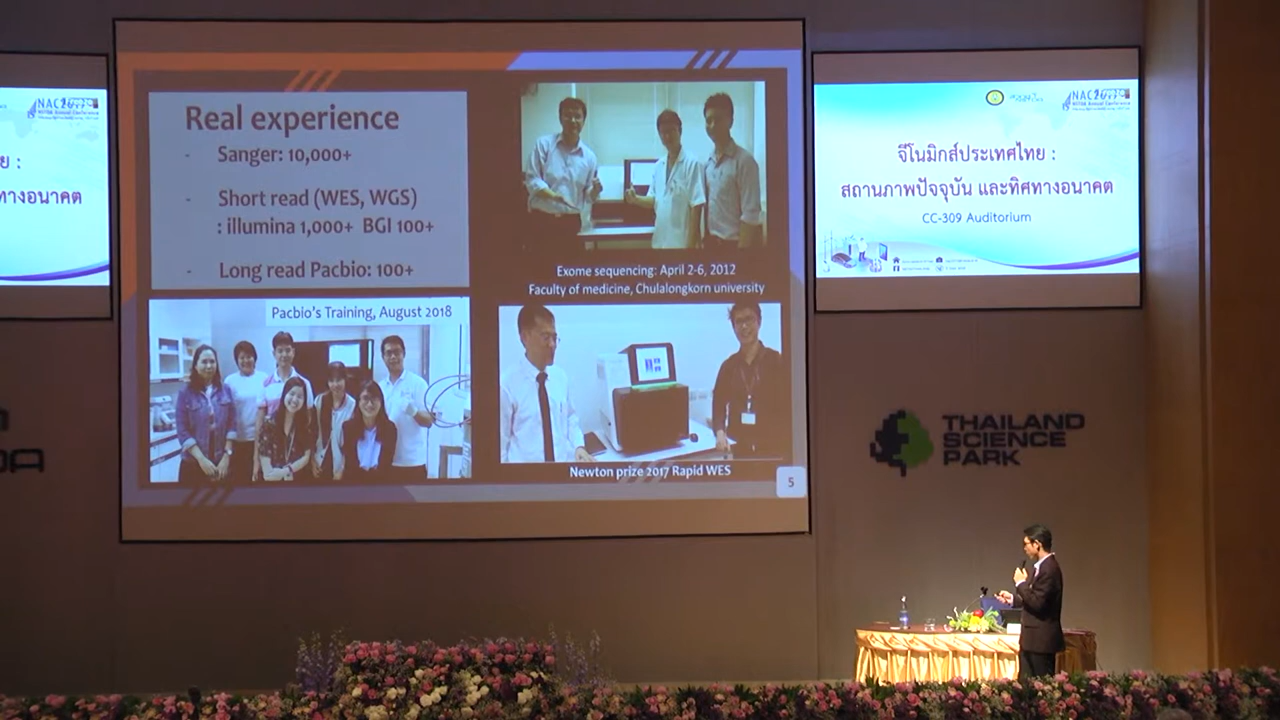 Real experience
- Sanger: 10,000+
- Short read (WES, WGS)
: illumina 1,000+ BGI 100+
- Long read Pacbio: 100+
Pacbio's Training, August 2018
Exome sequencing: April 2-6, 2012
Faculty of medicine, Chulalongkorn university
Newton prize 2017 Rapid WES
5
NSTDA Annual Conference
จีโนมิกส์ประเทศไทย :
สถานภาพปัจจุบัน และทิศทางอนาคต
CC-309 Auditorium
THAILAND
SCIENCE
PARK